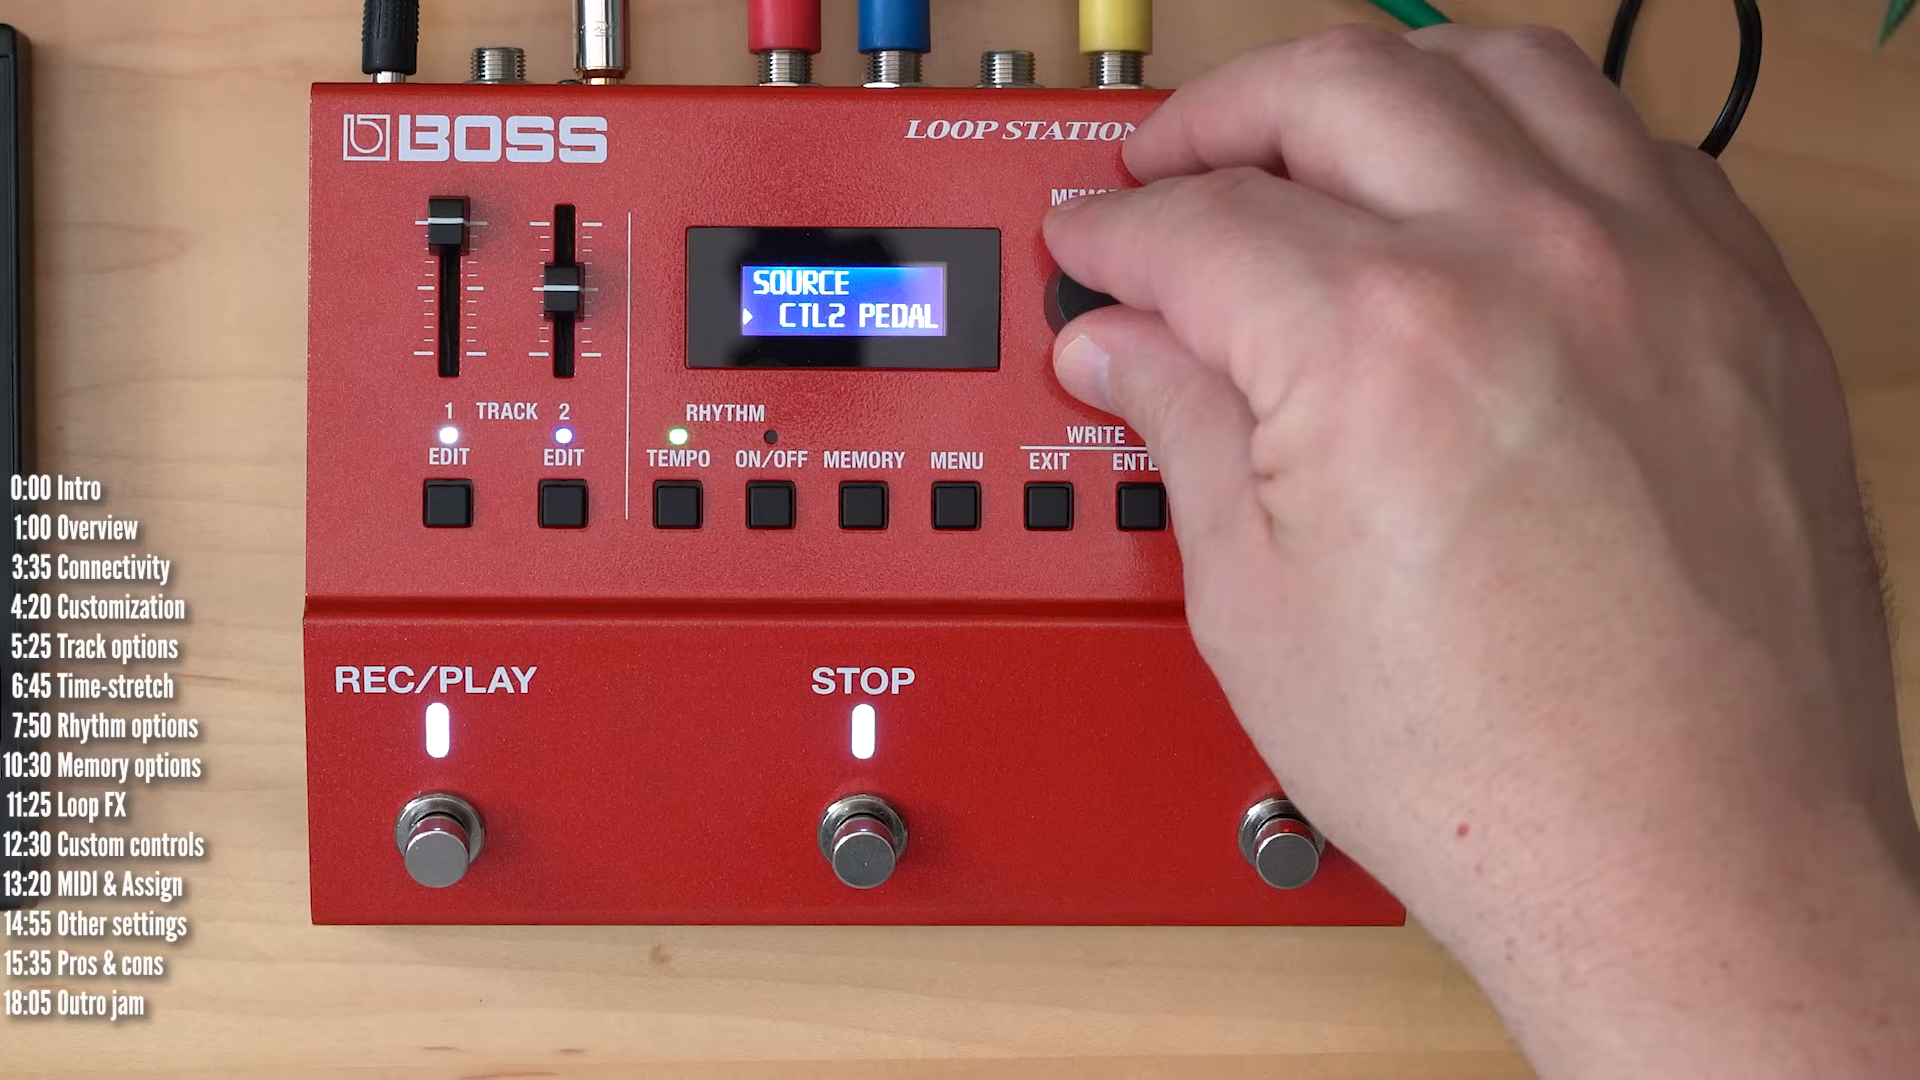 BOSS
LOOP STATION
SOURCE
CTL2 PEDAL
1 TRACK 2
EDIT EDIT
RHYTHM
TEMPO ON/OFF MEMORY MENU
WRITE
EXIT
REC/PLAY
STOP
0:00 Intro
1:00 Overview
3:35 Connectivity
4:20 Customization
5:25 Track options
6:45 Time-stretch
7:50 Rhythm options
10:30 Memory options
11:25 Loop FX
12:30 Custom controls
13:20 MIDI & Assign
14:55 Other settings
15:35 Pros & cons
18:05 Outro jam